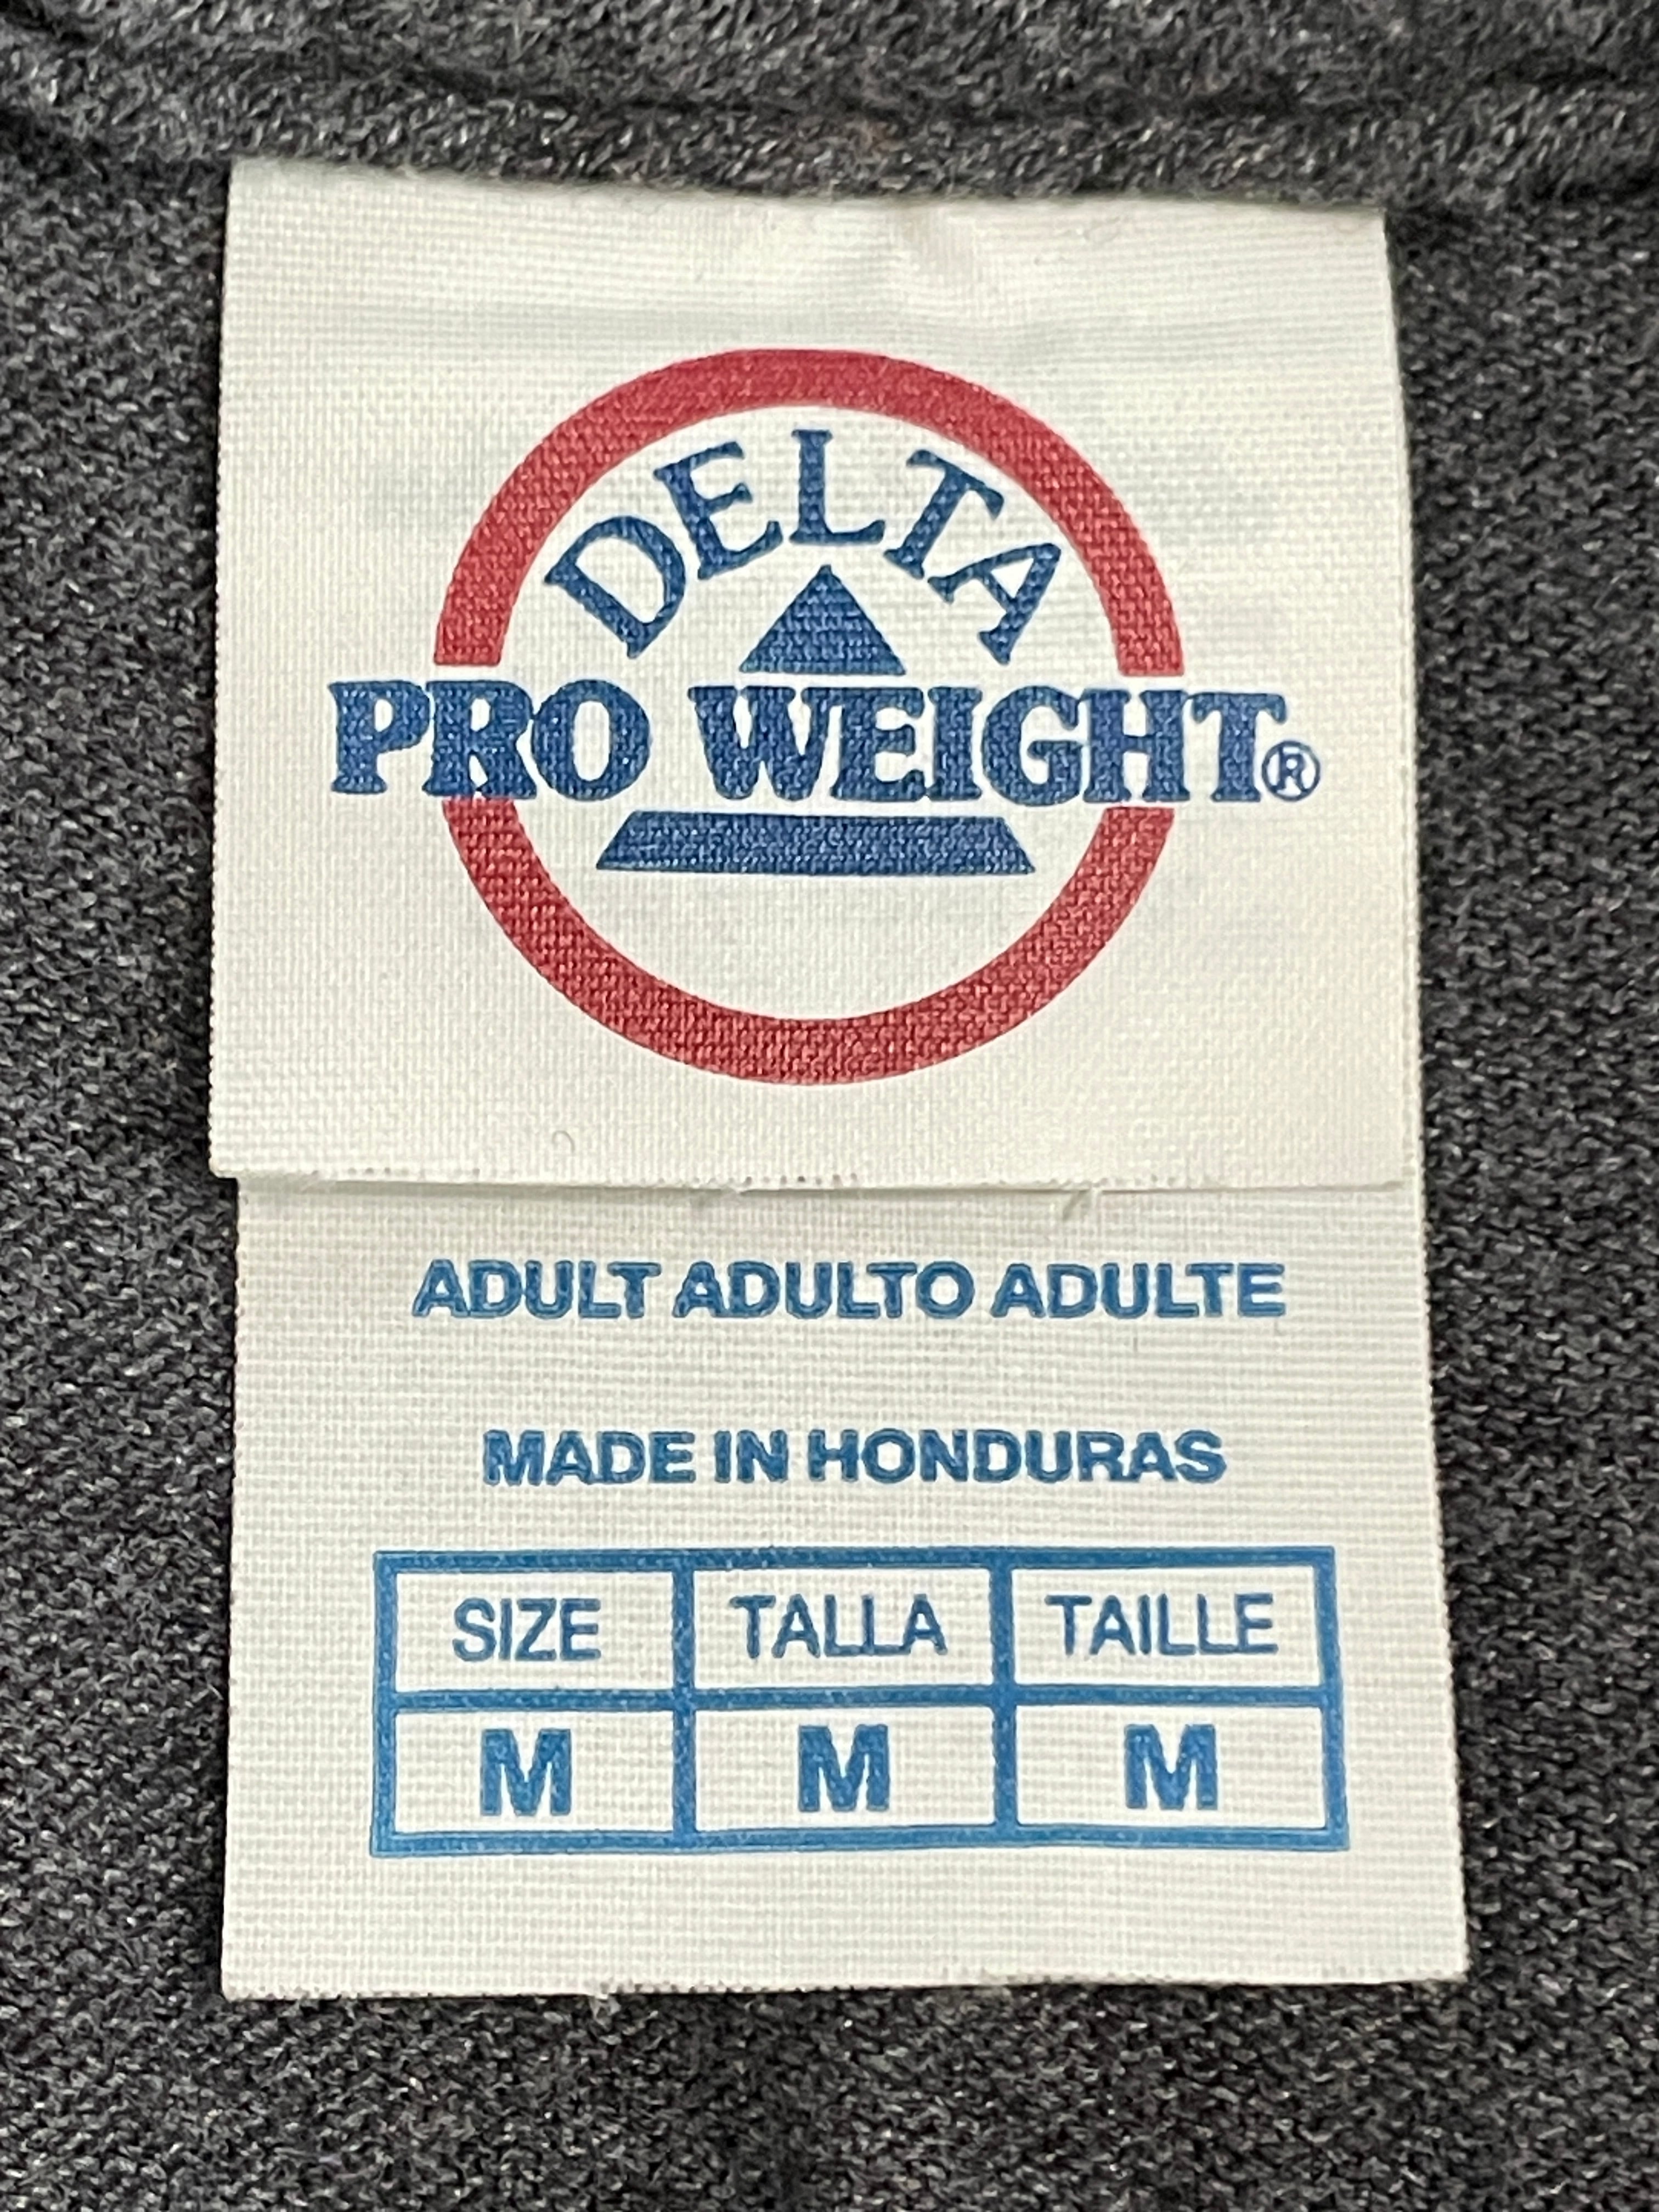 DELTA
PRO WEIGHT®
ADULT ADULTO ADULTE
MADE IN HONDURAS
SIZE TALLA TAILLE
M M M